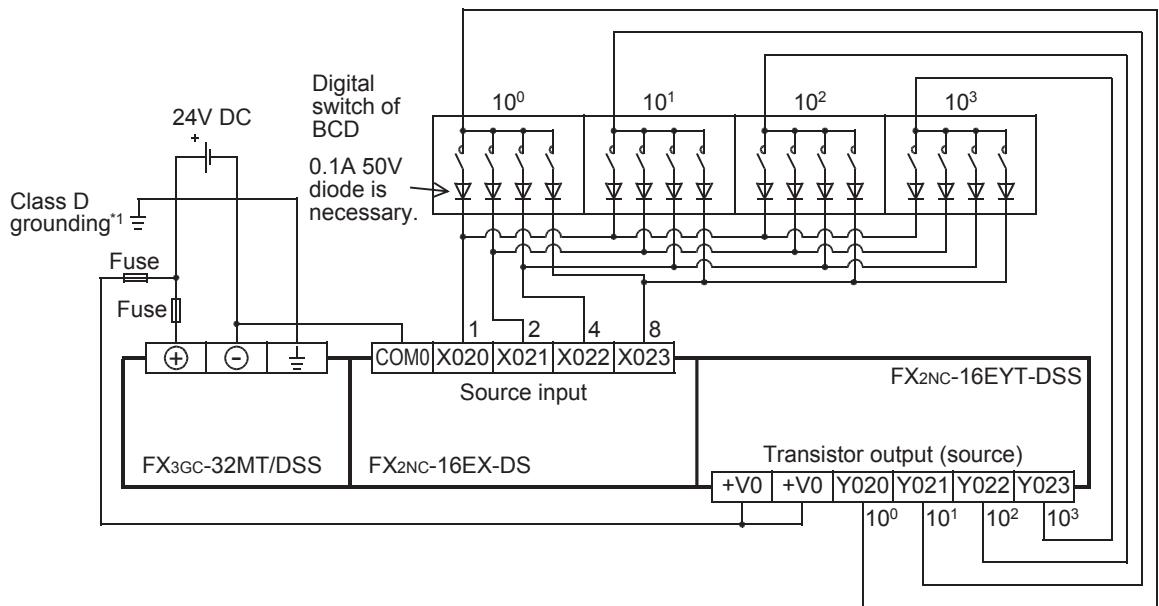 Digital
switch of
BCD
10⁰ 10¹ 10² 10³
24V DC
+
0.1A 50V
diode is
necessary.
Class D
grounding*1
Fuse
Fuse
1 2 4 8
+ - COM0 X020 X021 X022 X023
Source input
FX2NC-16EYT-DSS
FX3GC-32MT/DSS
FX2NC-16EX-DS
Transistor output (source)
+V0 +V0 Y020 Y021 Y022 Y023
10⁰ 10¹ 10² 10³